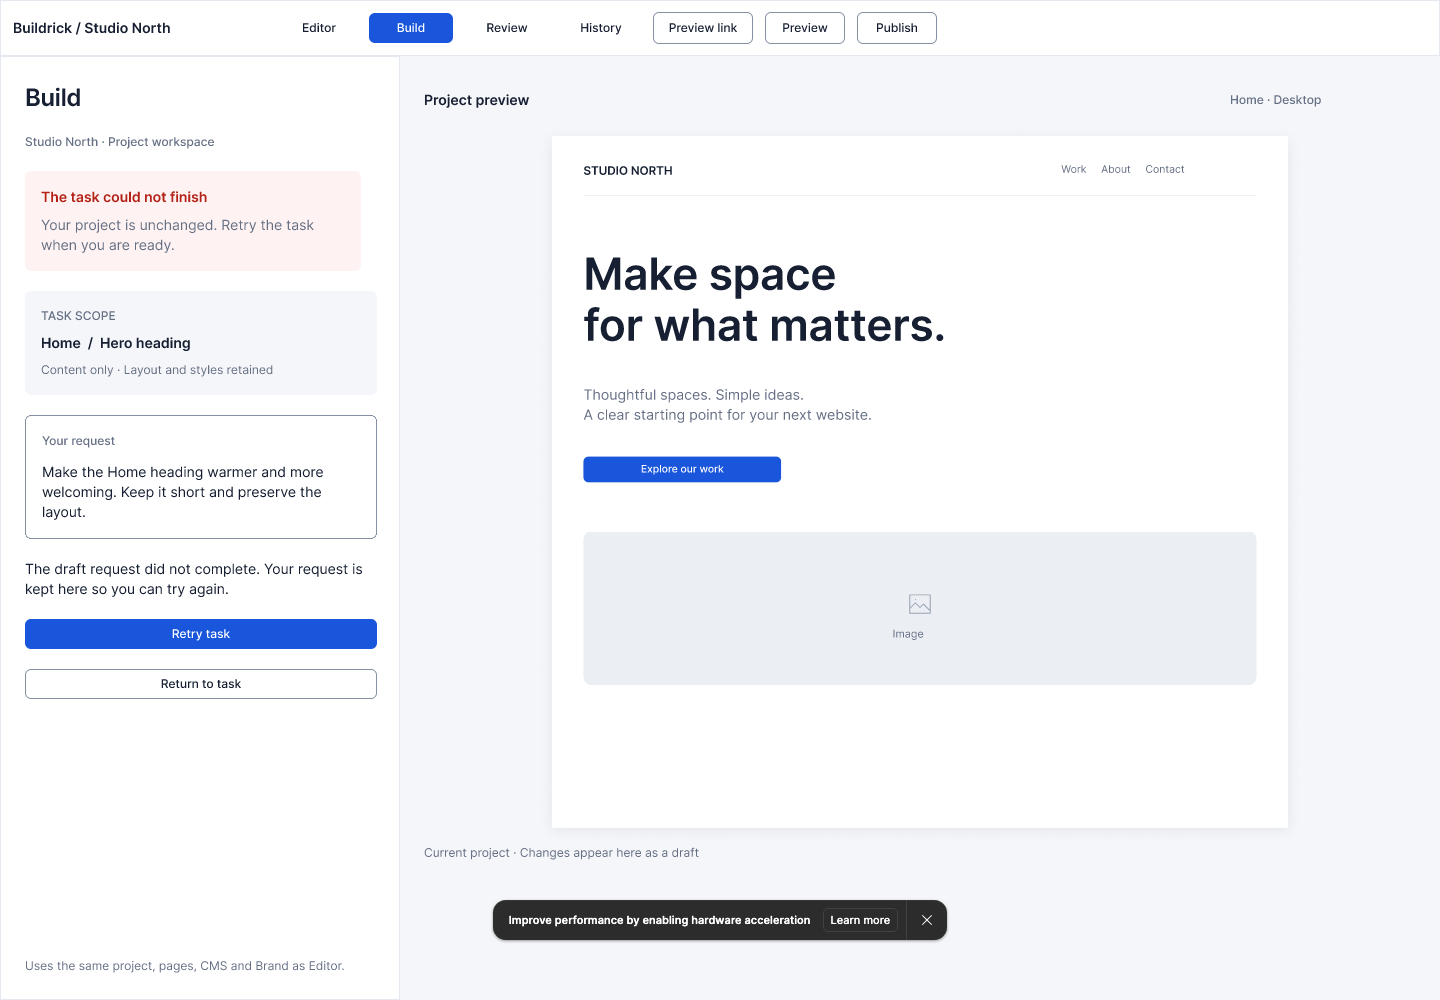 Buildrick / Studio North
Editor
Build
Review
History
Preview link
Preview
Publish
Build
Studio North · Project workspace
The task could not finish
Your project is unchanged. Retry the task
when you are ready.
TASK SCOPE
Home / Hero heading
Content only · Layout and styles retained
Your request
Make the Home heading warmer and more
welcoming. Keep it short and preserve the
layout.
The draft request did not complete. Your request is
kept here so you can try again.
Retry task
Return to task
Uses the same project, pages, CMS and Brand as Editor.
Project preview
Home · Desktop
STUDIO NORTH
Work
About
Contact
Make space
for what matters.
Thoughtful spaces. Simple ideas.
A clear starting point for your next website.
Explore our work
Image
Current project · Changes appear here as a draft
Improve performance by enabling hardware acceleration
Learn more